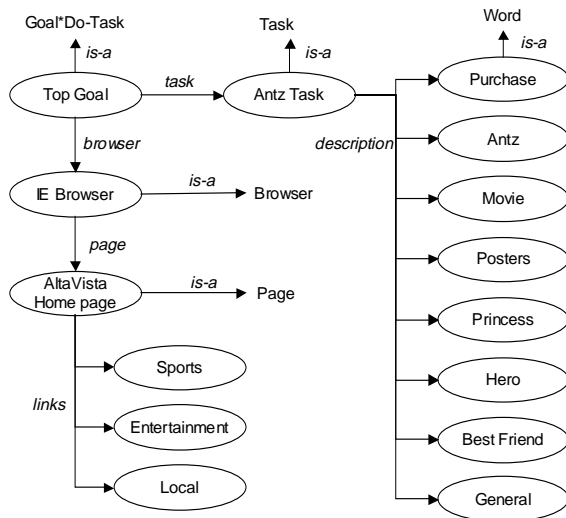 Goal*Do-Task
Task
Word
is-a
is-a
is-a
Top Goal
task
Antz Task
Purchase
browser
description
Antz
IE Browser
is-a
Browser
Movie
page
Posters
AltaVista
Home page
is-a
Page
Princess
Sports
Hero
links
Entertainment
Best Friend
Local
General